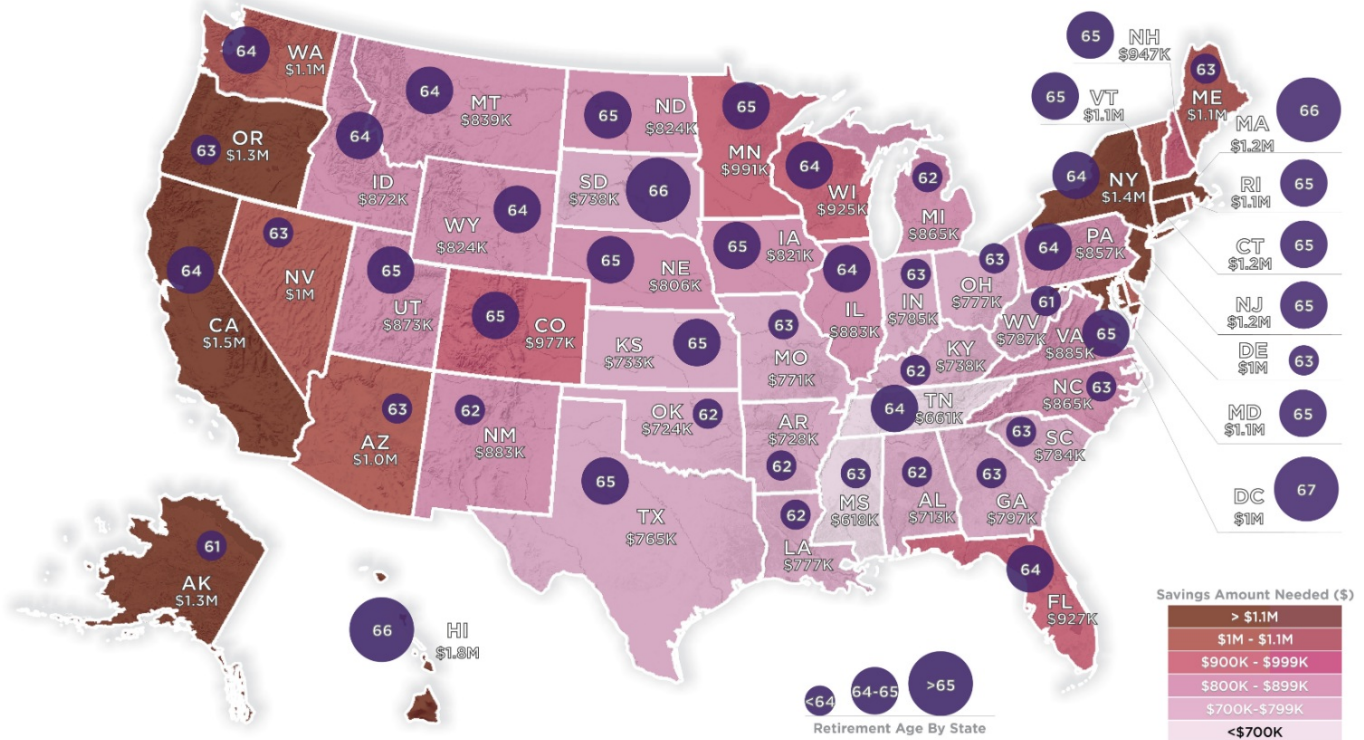 64
WA
$1.1M
63
OR
$1.3M
64
CA
$1.5M
63
NV
$1M
64
ID
$872K
64
MT
$839K
64
WY
$824K
65
UT
$873K
65
CO
$977K
63
AZ
$1.0M
62
NM
$883K
65
ND
$824K
66
SD
$738K
65
NE
$806K
65
KS
$733K
62
OK
$724K
65
TX
$765K
65
MN
$991K
65
IA
$821K
63
MO
$771K
AR
$728K
62
62
LA
$777K
64
WI
$925K
64
IL
$883K
62
MI
$865K
63
IN
$785K
63
OH
$777K
62
KY
$738K
64
TN
$661K
63
MS
$618K
62
AL
$713K
63
GA
$797K
64
FL
$927K
63
SC
$784K
63
NC
$865K
65
VA
$885K
61
WV
$787K
64
PA
$857K
64
NY
$1.4M
63
ME
$1.1M
65
NH
$947K
65
VT
$1.1M
66
MA
$1.2M
65
RI
$1.1M
65
CT
$1.2M
65
NJ
$1.2M
63
DE
$1M
65
MD
$1.1M
67
DC
$1M
61
AK
$1.3M
66
HI
$1.8M
<64
64-65
>65
Retirement Age By State
Savings Amount Needed ($)
> $1.1M
$1M - $1.1M
$900K - $999K
$800K - $899K
$700K-$799K
<$700K